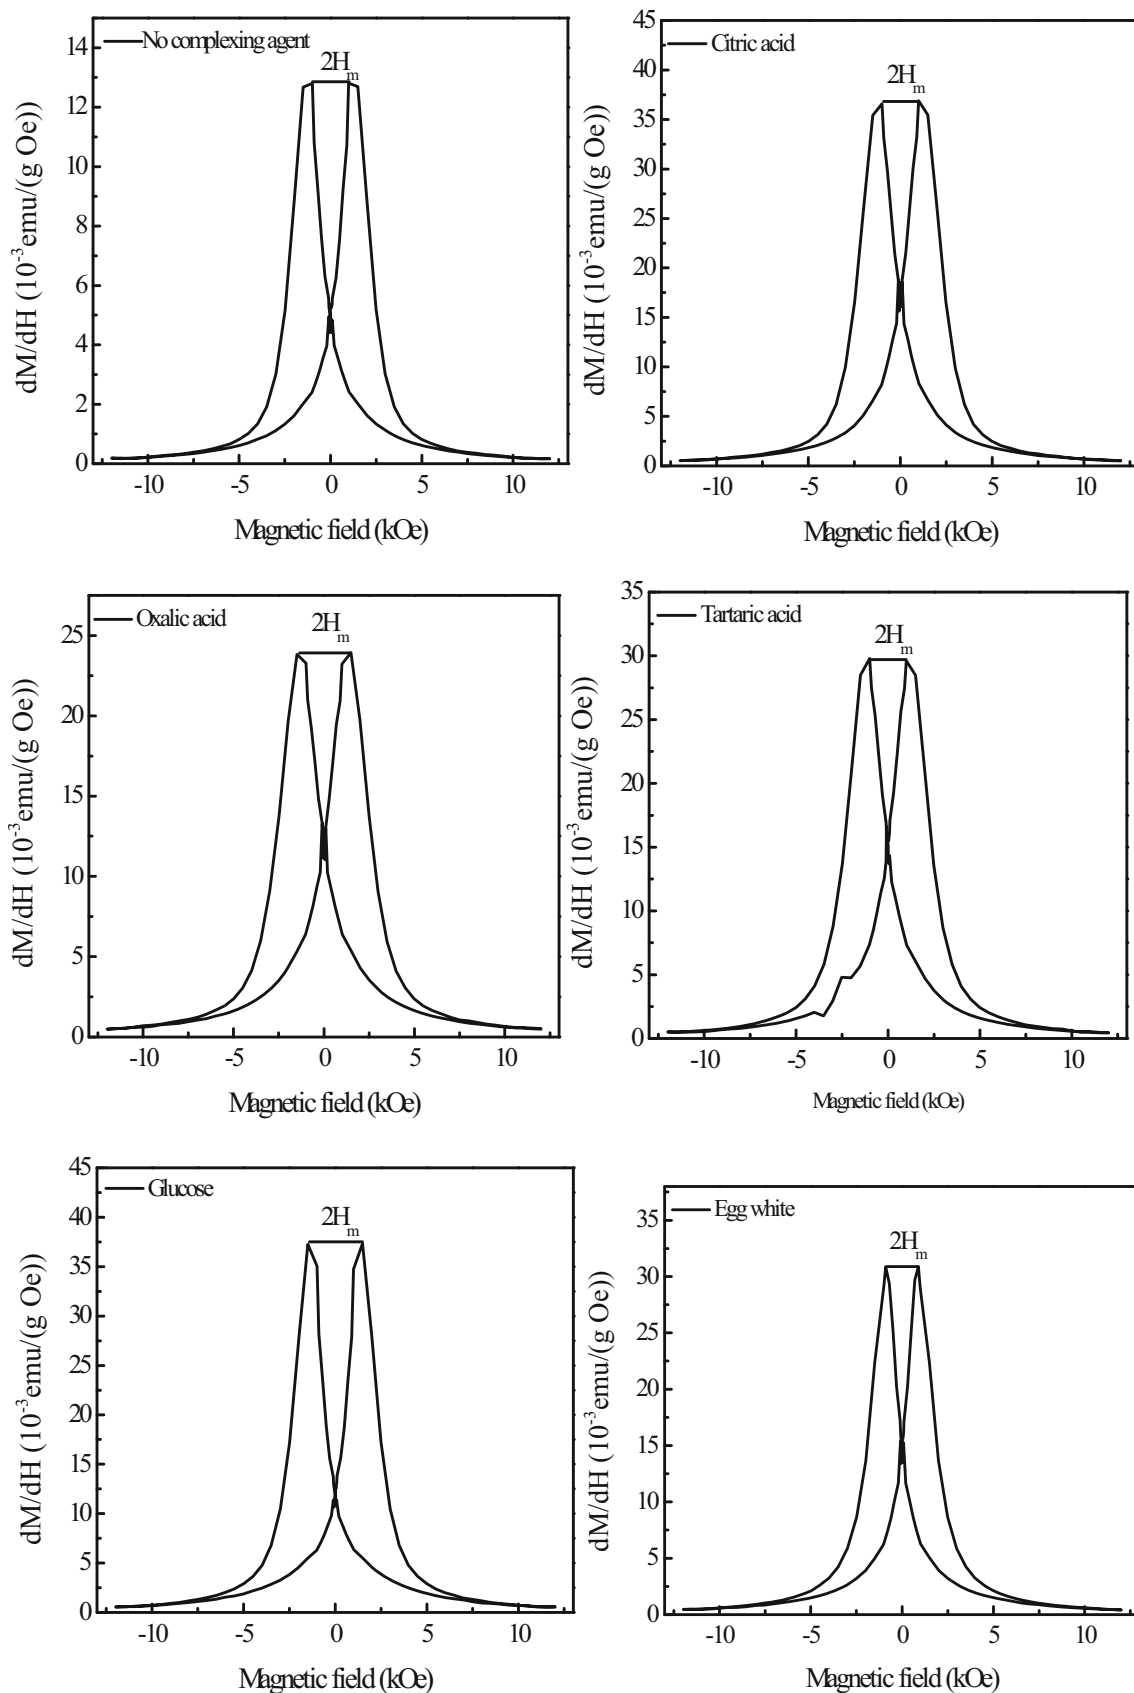 No complexing agent
2Hm
14
12
10
8
6
4
2
0
-10 -5 0 5 10
dM/dH (10-3emu/(g Oe))
Magnetic field (kOe)
Citric acid
2Hm
45
40
35
30
25
20
15
10
5
0
-10 -5 0 5 10
dM/dH (10-3emu/(g Oe))
Magnetic field (kOe)
Oxalic acid
2Hm
25
20
15
10
5
0
-10 -5 0 5 10
dM/dH (10-3emu/(g Oe))
Magnetic field (kOe)
Tartaric acid
2Hm
35
30
25
20
15
10
5
0
-10 -5 0 5 10
dM/dH (10-3emu/(g Oe))
Magnetic field (kOe)
Glucose
2Hm
45
40
35
30
25
20
15
10
5
0
-10 -5 0 5 10
dM/dH (10-3emu/(g Oe))
Magnetic field (kOe)
Egg white
2Hm
35
30
25
20
15
10
5
0
-10 -5 0 5 10
dM/dH (10-3emu/(g Oe))
Magnetic field (kOe)